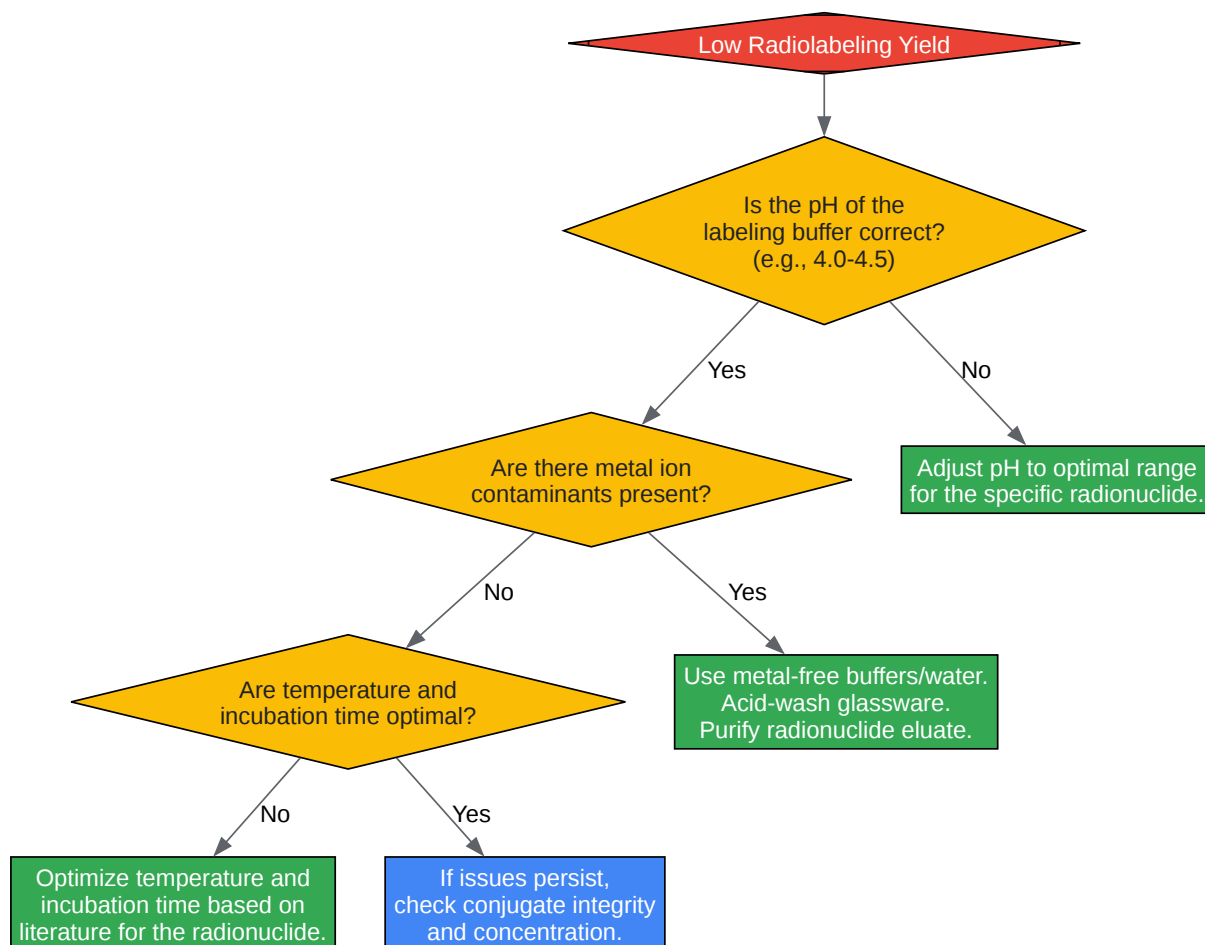 Low Radiolabeling Yield
Is the pH of the
labeling buffer correct?
(e.g., 4.0-4.5)
Yes
No
Are there metal ion
contaminants present?
Adjust pH to optimal range
for the specific radionuclide.
No
Yes
Are temperature and
incubation time optimal?
Use metal-free buffers/water.
Acid-wash glassware.
Purify radionuclide eluate.
No
Yes
Optimize temperature and
incubation time based on
literature for the radionuclide.
If issues persist,
check conjugate integrity
and concentration.